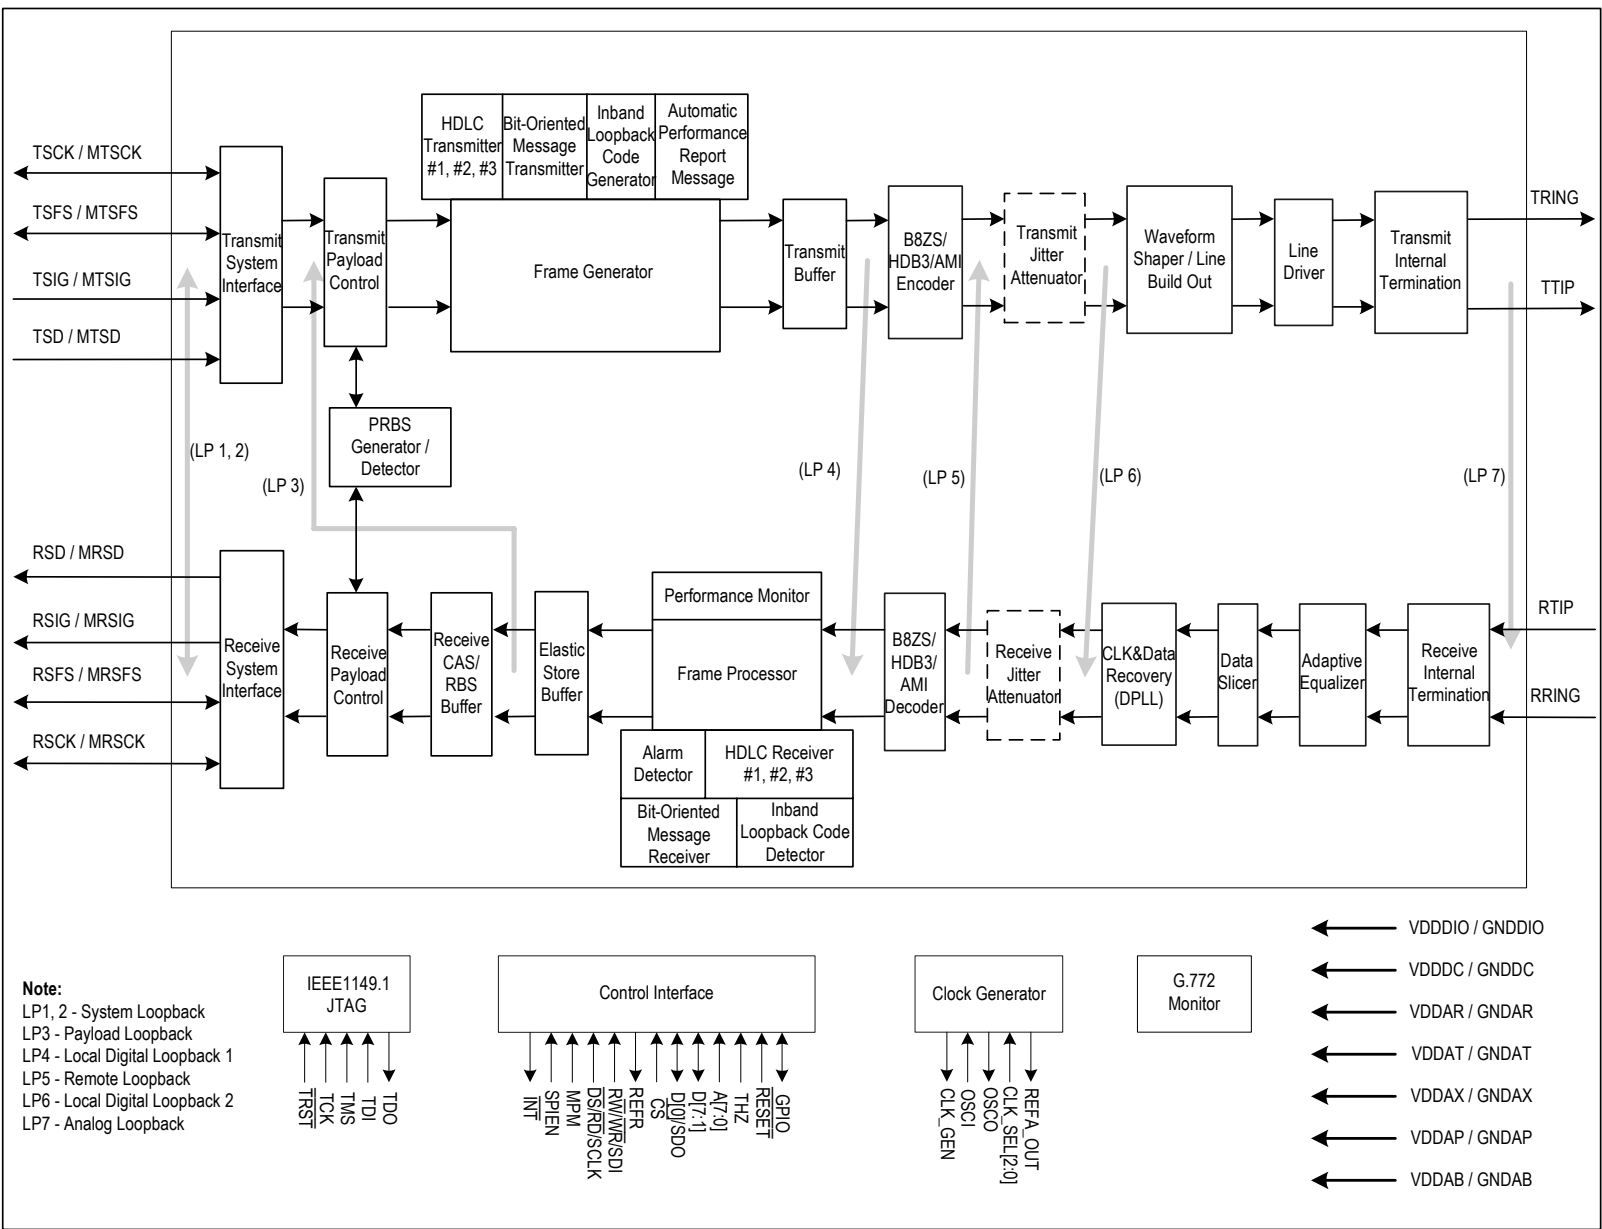 HDLC
Transmitter
#1, #2, #3
Bit-Oriented
Message
Transmitter
Inband
Loopback
Code
Generator
Automatic
Performance
Report
Message
TSCK / MTSCK
TSFS / MTSFS
TSIG / MTSIG
TSD / MTSD
Transmit
System
Interface
Transmit
Payload
Control
Frame Generator
Transmit
Buffer
B8ZS/
HDB3/AMI
Encoder
Transmit
Jitter
Attenuator
Waveform
Shaper / Line
Build Out
Line
Driver
Transmit
Internal
Termination
TRING
TTIP
PRBS
Generator /
Detector
(LP 1, 2)
(LP 3)
(LP 4)
(LP 5)
(LP 6)
(LP 7)
RSD / MRSD
RSIG / MRSIG
RSFS / MRSFS
RSCK / MRSCK
Receive
System
Interface
Receive
Payload
Control
Receive
CAS/
RBS
Buffer
Elastic
Store
Buffer
Performance Monitor
Frame Processor
Alarm
Detector
HDLC Receiver
#1, #2, #3
Bit-Oriented
Message
Receiver
Inband
Loopback Code
Detector
B8ZS/
HDB3/
AMI
Decoder
Receive
Jitter
Attenuator
CLK&Data
Recovery
(DPLL)
Data
Slicer
Adaptive
Equalizer
Receive
Internal
Termination
RTIP
RRING
Note:
LP1, 2 - System Loopback
LP3 - Payload Loopback
LP4 - Local Digital Loopback 1
LP5 - Remote Loopback
LP6 - Local Digital Loopback 2
LP7 - Analog Loopback
IEEE1149.1
JTAG
TRST
TCK
TMS
TDI
TDO
Control Interface
INT
SPIEN
MPM
DS/RD/SCLK
RW/WR/SDI
REFR
CS
D[0]/SDO
D[7:1]
A[7:0]
THZ
RESET
GPIO
Clock Generator
CLK_GEN
OSCI
OSCO
CLK_SEL[2:0]
REFA_OUT
G.772
Monitor
VDDDIO / GNDDIO
VDDDC / GNDDC
VDDAR / GNDAR
VDDAT / GNDAT
VDDAX / GNDAX
VDDAP / GNDAP
VDDAB / GNDAB